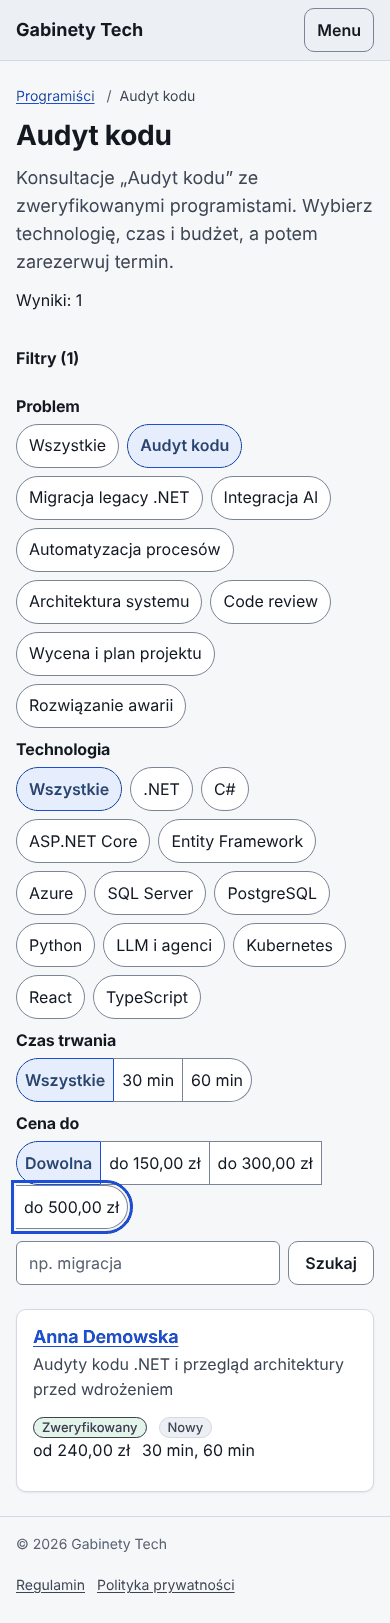 Gabinety Tech
Menu
Programiści / Audyt kodu
Audyt kodu
Konsultacje „Audyt kodu” ze
zweryfikowanymi programistami. Wybierz
technologię, czas i budżet, a potem
zarezerwuj termin.
Wyniki: 1
Filtry (1)
Problem
Wszystkie Audyt kodu
Migracja legacy .NET Integracja AI
Automatyzacja procesów
Architektura systemu Code review
Wycena i plan projektu
Rozwiązanie awarii
Technologia
Wszystkie .NET C#
ASP.NET Core Entity Framework
Azure SQL Server PostgreSQL
Python LLM i agenci Kubernetes
React TypeScript
Czas trwania
Wszystkie 30 min 60 min
Cena do
Dowolna do 150,00 zł do 300,00 zł
do 500,00 zł
np. migracja Szukaj
Anna Demowska
Audyty kodu .NET i przegląd architektury
przed wdrożeniem
Zweryfikowany Nowy
od 240,00 zł 30 min, 60 min
© 2026 Gabinety Tech
Regulamin Polityka prywatności